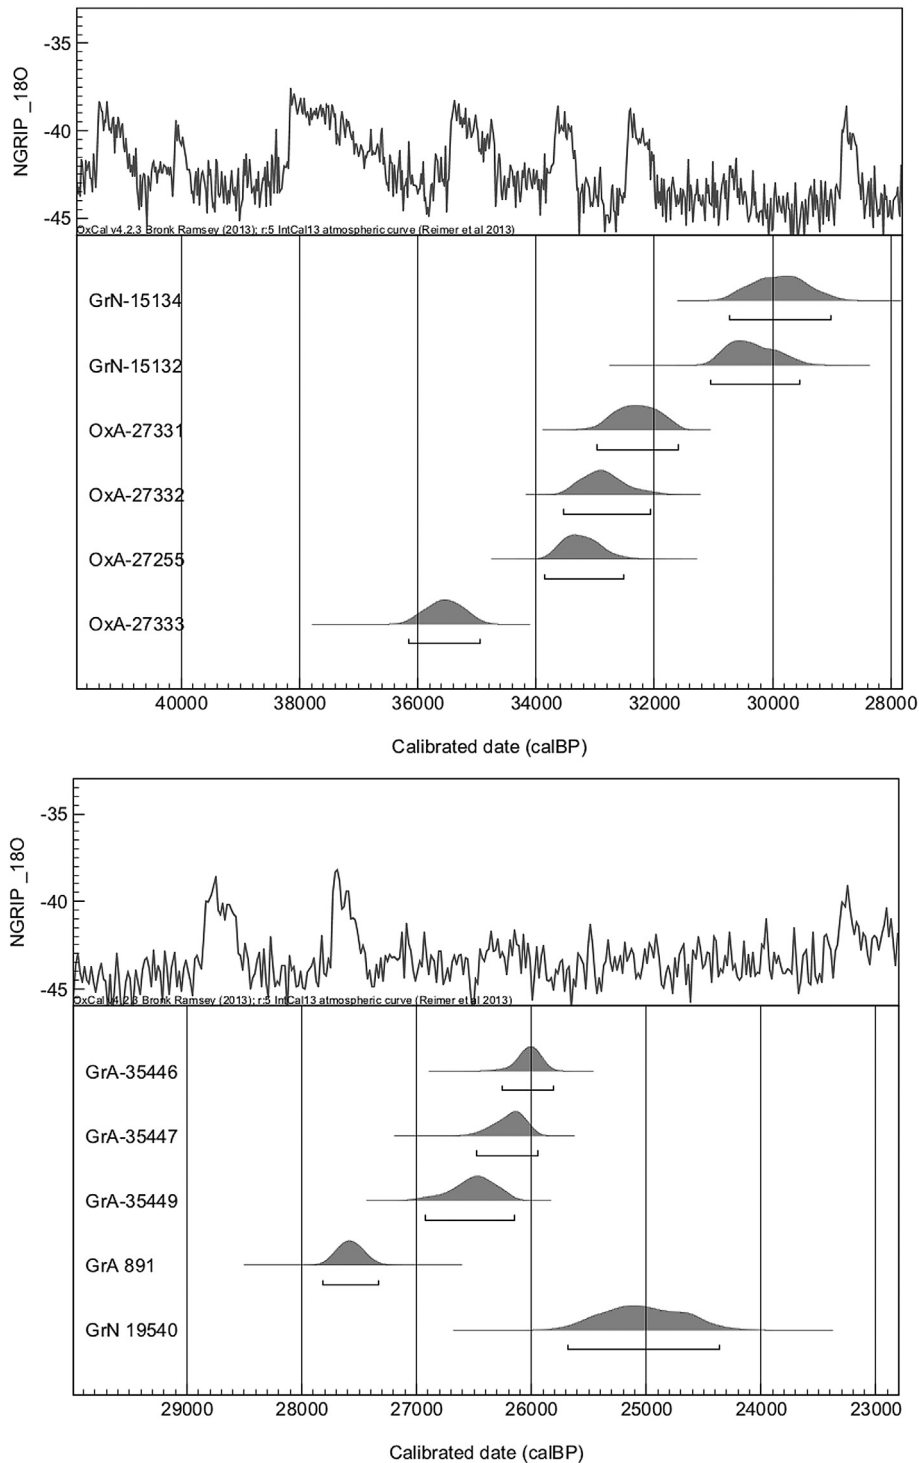 -35
-40
-45
NGRIP _18O
OxCal v4.2.3 Bronk Ramsey (2013); r:5 IntCal13 atmospheric curve (Reimer et al 2013)
GrN-15134
GrN-15132
OxA-27331
OxA-27332
OxA-27255
OxA-27333
40000 38000 36000 34000 32000 30000 28000
Calibrated date (calBP)
-35
-40
-45
NGRIP _18O
OxCal v4.2.3 Bronk Ramsey (2013); r:5 IntCal13 atmospheric curve (Reimer et al 2013)
GrA-35446
GrA-35447
GrA-35449
GrA 891
GrN 19540
29000 28000 27000 26000 25000 24000 23000
Calibrated date (calBP)